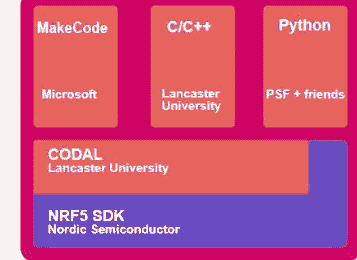 MakeCode
Microsoft
C/C++
Lancaster
University
Python
PSF + friends
CODAL
Lancaster University
NRF5 SDK
Nordic Semiconductor